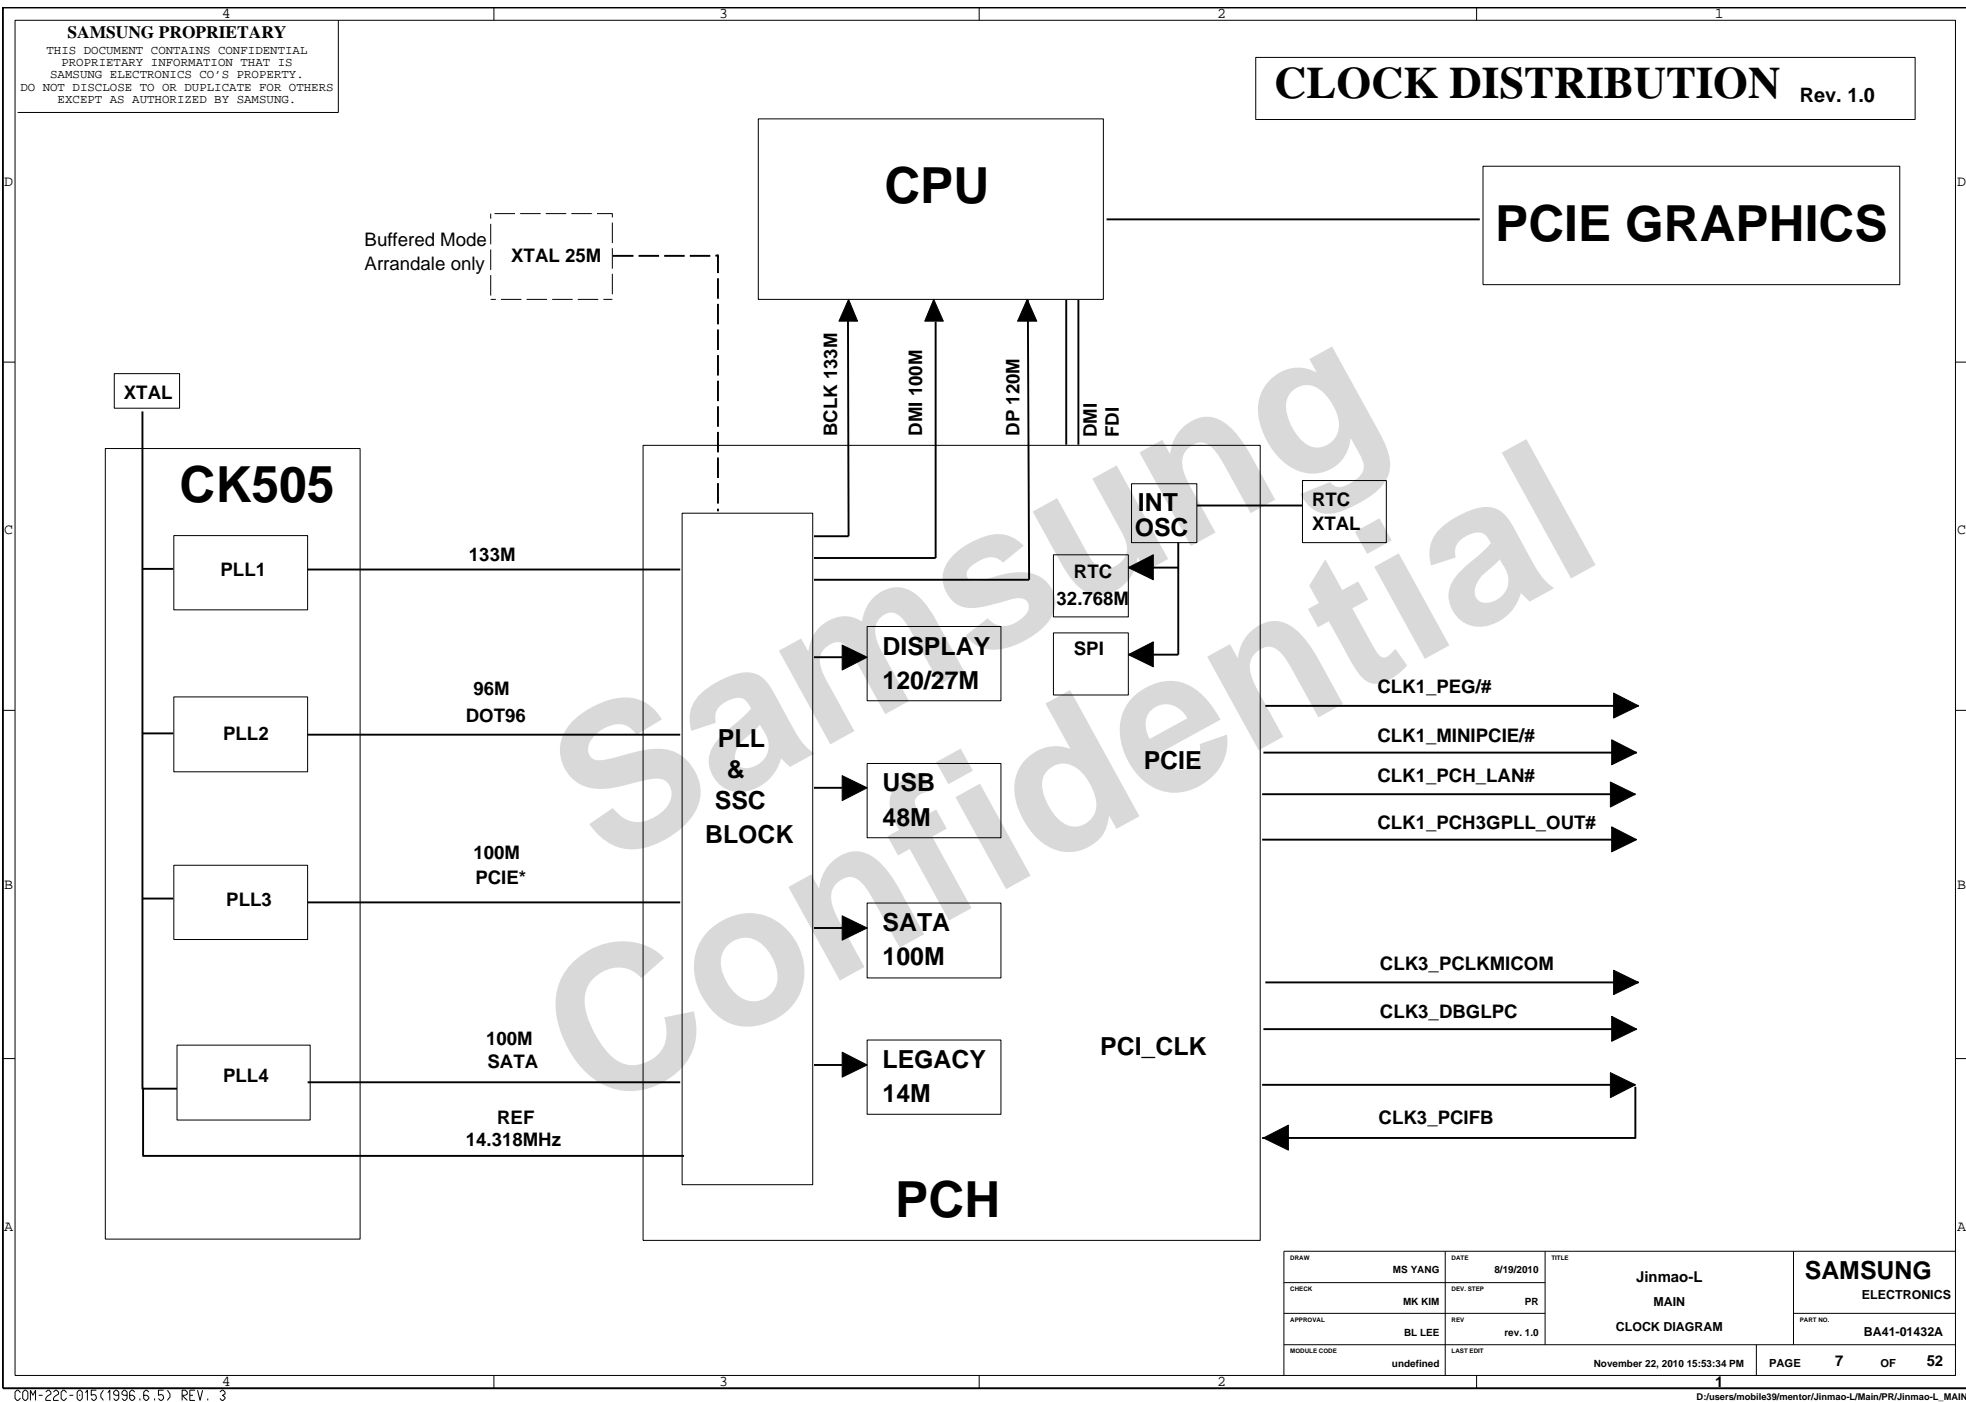 4 3 2 1
SAMSUNG PROPRIETARY
THIS DOCUMENT CONTAINS CONFIDENTIAL
PROPRIETARY INFORMATION THAT IS
SAMSUNG ELECTRONICS CO'S PROPERTY.
DO NOT DISCLOSE TO OR DUPLICATE FOR OTHERS
EXCEPT AS AUTHORIZED BY SAMSUNG.
CLOCK DISTRIBUTION Rev. 1.0
D D
CPU
PCIE GRAPHICS
Buffered Mode
Arrandale only
XTAL 25M
BCLK 133M
DMI 100M
DP 120M
DMI
FDI
XTAL
CK505
INT
OSC
RTC
XTAL
C C
PLL1
133M
RTC
32.768M
DISPLAY
120/27M
SPI
96M
DOT96
PLL2
CLK1_PEG/#
CLK1_MINIPCIE/#
CLK1_PCH_LAN#
CLK1_PCH3GPLL_OUT#
PLL
&
SSC
BLOCK
PCIE
USB
48M
100M
PCIE*
PLL3
B B
SATA
100M
CLK3_PCLKMICOM
CLK3_DBGLPC
100M
SATA
PLL4
PCI_CLK
LEGACY
14M
REF
14.318MHz
CLK3_PCIFB
PCH
A A
Samsung
Confidential
DRAW MS YANG
DATE 8/19/2010
CHECK MK KIM
DEV. STEP PR
APPROVAL BL LEE
REV rev. 1.0
MODULE CODE undefined
LAST EDIT November 22, 2010 15:53:34 PM
TITLE
Jinmao-L
MAIN
CLOCK DIAGRAM
SAMSUNG
ELECTRONICS
PART NO. BA41-01432A
PAGE 7 OF 52
4 3 2 1
COM-22C-015(1996.6.5) REV. 3
D:/users/mobile39/mentor/Jinmao-L/Main/PR/Jinmao-L_MAIN